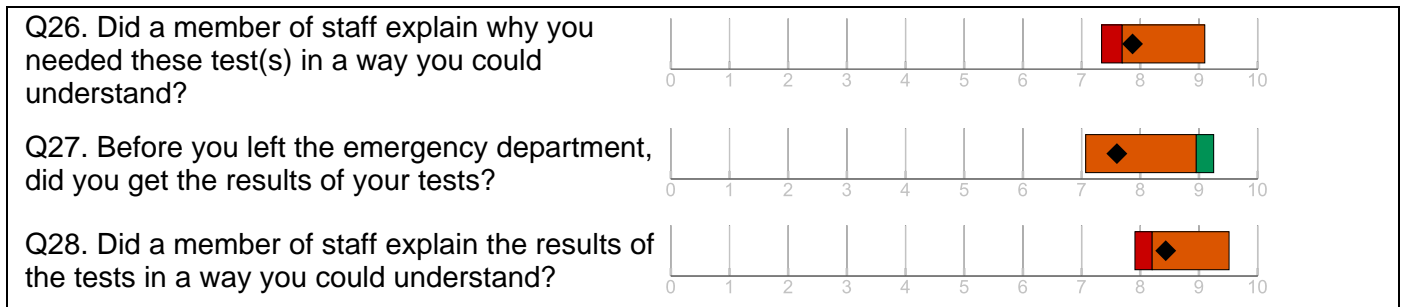 Q26. Did a member of staff explain why you
needed these test(s) in a way you could
understand?
0 1 2 3 4 5 6 7 8 9 10
Q27. Before you left the emergency department,
did you get the results of your tests?
0 1 2 3 4 5 6 7 8 9 10
Q28. Did a member of staff explain the results of
the tests in a way you could understand?
0 1 2 3 4 5 6 7 8 9 10